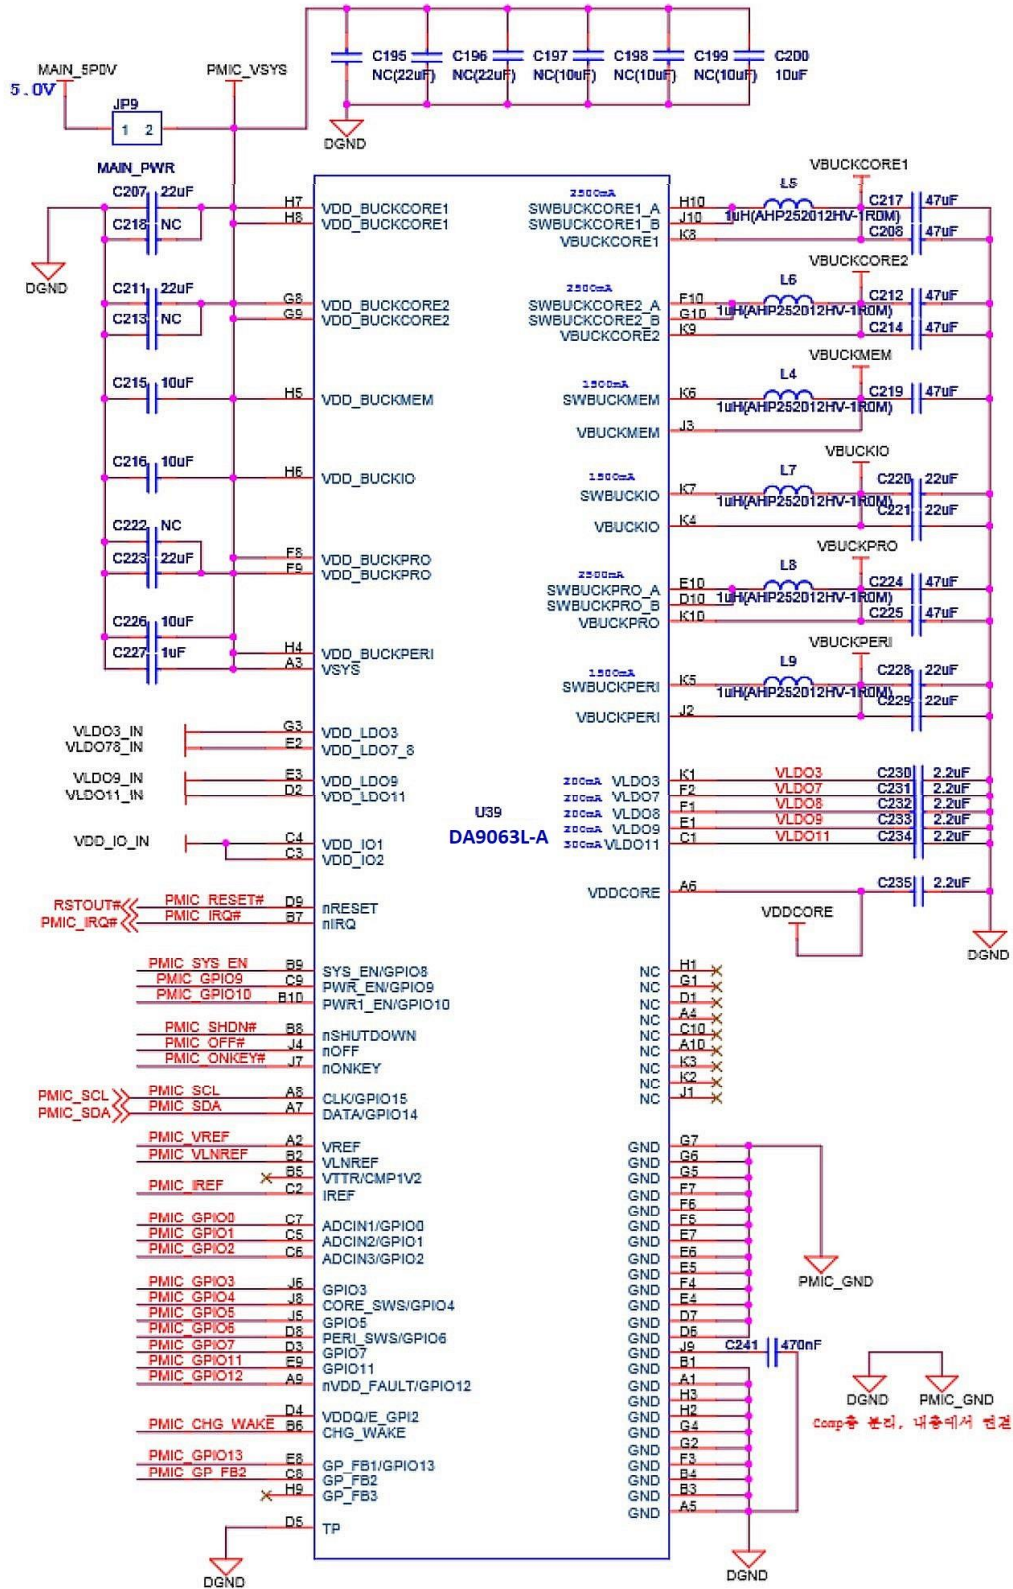 MAIN_5P0V
5.0V
PMIC_VSYS
JP9
1 2
MAIN_PWR
C195 NC(22uF)
C196 NC(22uF)
C197 NC(10uF)
C198 NC(10uF)
C199 NC(10uF)
C200 10uF
DGND
C207 22uF
C218 NC
DGND
C211 22uF
C213 NC
C215 10uF
C216 10uF
C222 NC
C223 22uF
C226 10uF
C227 1uF
H7 VDD_BUCKCORE1
H8 VDD_BUCKCORE1
G8 VDD_BUCKCORE2
G9 VDD_BUCKCORE2
H5 VDD_BUCKMEM
H6 VDD_BUCKIO
F8 VDD_BUCKPRO
F9 VDD_BUCKPRO
H4 VDD_BUCKPERI
A3 VSYS
VLDO3_IN G3 VDD_LDO3
VLDO78_IN E2 VDD_LDO7_8
VLDO9_IN E3 VDD_LDO9
VLDO11_IN D2 VDD_LDO11
VDD_IO_IN C4 VDD_IO1
C3 VDD_IO2
RSTOUT# PMIC_RESET# D9 nRESET
PMIC_IRQ# PMIC_IRQ# B7 nIRQ
PMIC_SYS_EN B9 SYS_EN/GPIO8
PMIC_GPIO9 C9 PWR_EN/GPIO9
PMIC_GPIO10 B10 PWR1_EN/GPIO10
PMIC_SHDN# B8 nSHUTDOWN
PMIC_OFF# J4 nOFF
PMIC_ONKEY# J7 nONKEY
PMIC_SCL PMIC_SCL A8 CLK/GPIO15
PMIC_SDA PMIC_SDA A7 DATA/GPIO14
PMIC_VREF A2 VREF
PMIC_VLNREF B2 VLNREF
B5 VTTR/CMP1V2
PMIC_IREF C2 IREF
PMIC_GPIO0 C7 ADCIN1/GPIO0
PMIC_GPIO1 C5 ADCIN2/GPIO1
PMIC_GPIO2 C6 ADCIN3/GPIO2
PMIC_GPIO3 J6 GPIO3
PMIC_GPIO4 J8 CORE_SWS/GPIO4
PMIC_GPIO5 J5 GPIO5
PMIC_GPIO6 D8 PERI_SWS/GPIO6
PMIC_GPIO7 D3 GPIO7
PMIC_GPIO11 E9 GPIO11
PMIC_GPIO12 A9 nVDD_FAULT/GPIO12
D4 VDDQ/E_GPI2
PMIC_CHG_WAKE B6 CHG_WAKE
PMIC_GPIO13 E8 GP_FB1/GPIO13
PMIC_GP_FB2 C8 GP_FB2
H9 GP_FB3
D5 TP
DGND
U39
DA9063L-A
VBUCKCORE1
2500mA
SWBUCKCORE1_A H10 L5 C217 47uF
SWBUCKCORE1_B J10 1uH(AHP252012HV-1R0M)
VBUCKCORE1 K8 C208 47uF
VBUCKCORE2
2500mA
SWBUCKCORE2_A F10 L6 C212 47uF
SWBUCKCORE2_B G10 1uH(AHP252012HV-1R0M)
VBUCKCORE2 K9 C214 47uF
VBUCKMEM
1500mA
SWBUCKMEM K6 L4 C219 47uF
1uH(AHP252012HV-1R0M)
VBUCKMEM J3
VBUCKIO
1500mA
SWBUCKIO K7 L7 C220 22uF
1uH(AHP252012HV-1R0M)
VBUCKIO K4 C221 22uF
VBUCKPRO
2500mA
SWBUCKPRO_A E10 L8 C224 47uF
SWBUCKPRO_B D10 1uH(AHP252012HV-1R0M)
VBUCKPRO K10 C225 47uF
VBUCKPERI
1500mA
SWBUCKPERI K5 L9 C228 22uF
1uH(AHP252012HV-1R0M)
VBUCKPERI J2 C229 22uF
200mA VLDO3 K1 VLDO3 C230 2.2uF
200mA VLDO7 F2 VLDO7 C231 2.2uF
200mA VLDO8 F1 VLDO8 C232 2.2uF
200mA VLDO9 E1 VLDO9 C233 2.2uF
300mA VLDO11 C1 VLDO11 C234 2.2uF
VDDCORE A6 C235 2.2uF
VDDCORE
DGND
NC H1
NC G1
NC D1
NC A4
NC C10
NC A10
NC K3
NC K2
NC J1
GND G7
GND G6
GND G5
GND F7
GND F6
GND F5
GND E7
GND E6
GND E5
GND F4
GND E4
GND D7
GND D6
GND J9 C241 470nF
GND B1
GND A1
GND H3
GND H2
GND G4
GND G2
GND F3
GND B4
GND B3
GND A5
PMIC_GND
DGND PMIC_GND
Comp층 분리, 내층에서 연결
DGND